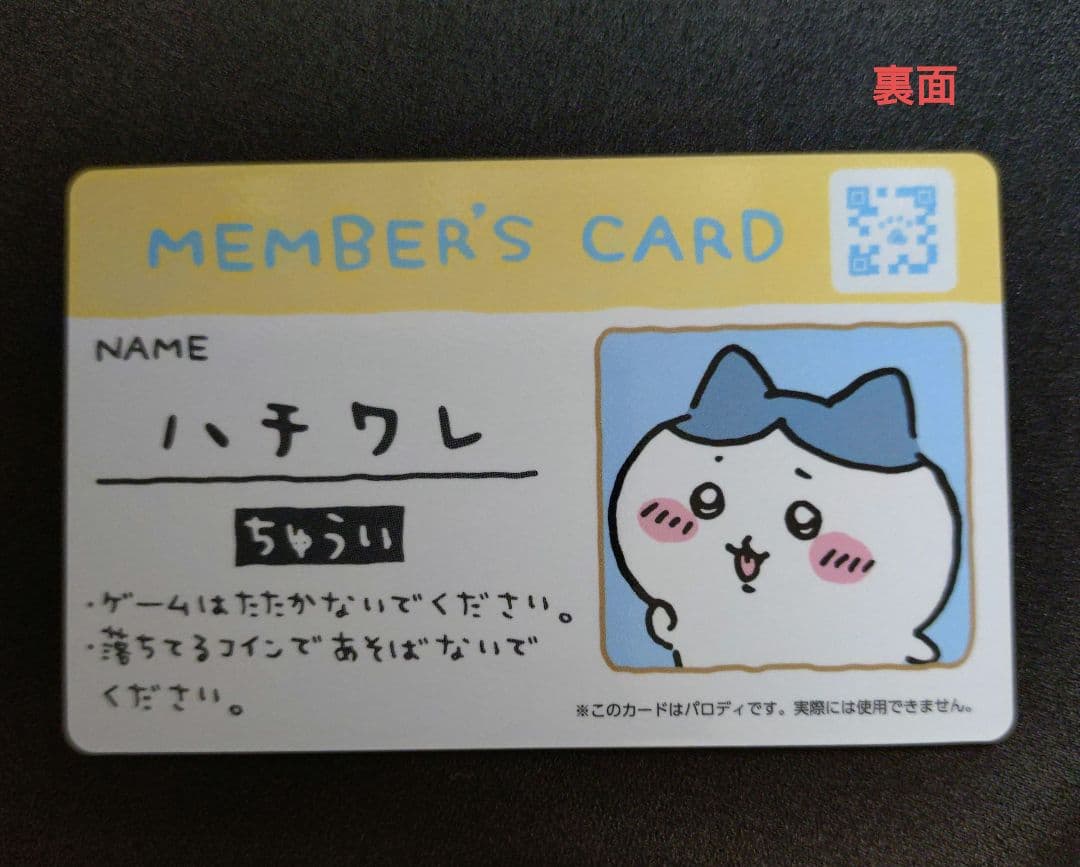 裏面
MEMBER'S CARD
NAME
ハチワレ
ちゅうい
・ゲームはたたかないでください。
・落ちてるコインであそばないで
ください。
※このカードはパロディです。実際には使用できません。